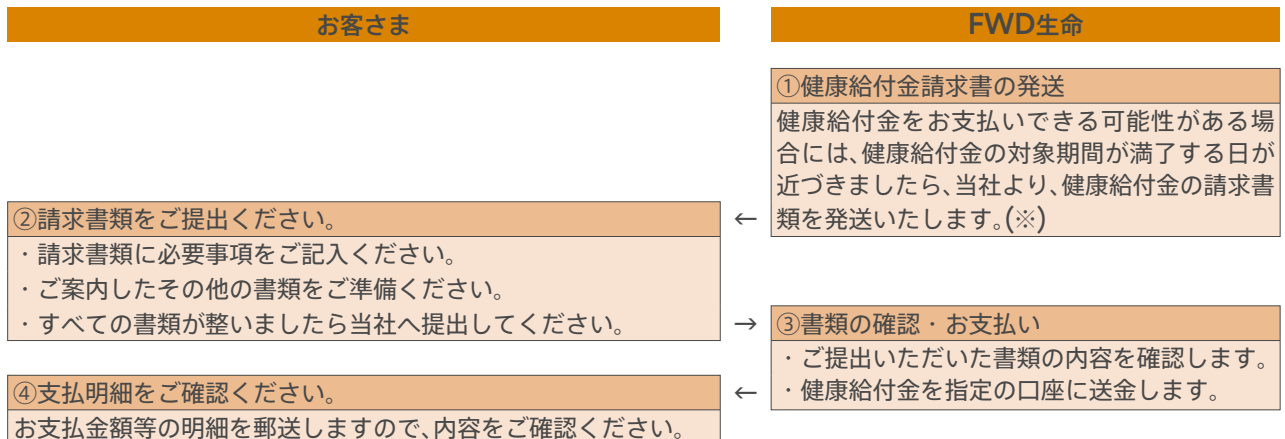 お客さま
FWD生命
①健康給付金請求書の発送
健康給付金をお支払いできる可能性がある場
合には、健康給付金の対象期間が満了する日が
近づきましたら、当社より、健康給付金の請求書
類を発送いたします。(※)
←
②請求書類をご提出ください。
・請求書類に必要事項をご記入ください。
・ご案内したその他の書類をご準備ください。
・すべての書類が整いましたら当社へ提出してください。
→
③書類の確認・お支払い
・ご提出いただいた書類の内容を確認します。
・健康給付金を指定の口座に送金します。
←
④支払明細をご確認ください。
お支払金額等の明細を郵送しますので、内容をご確認ください。